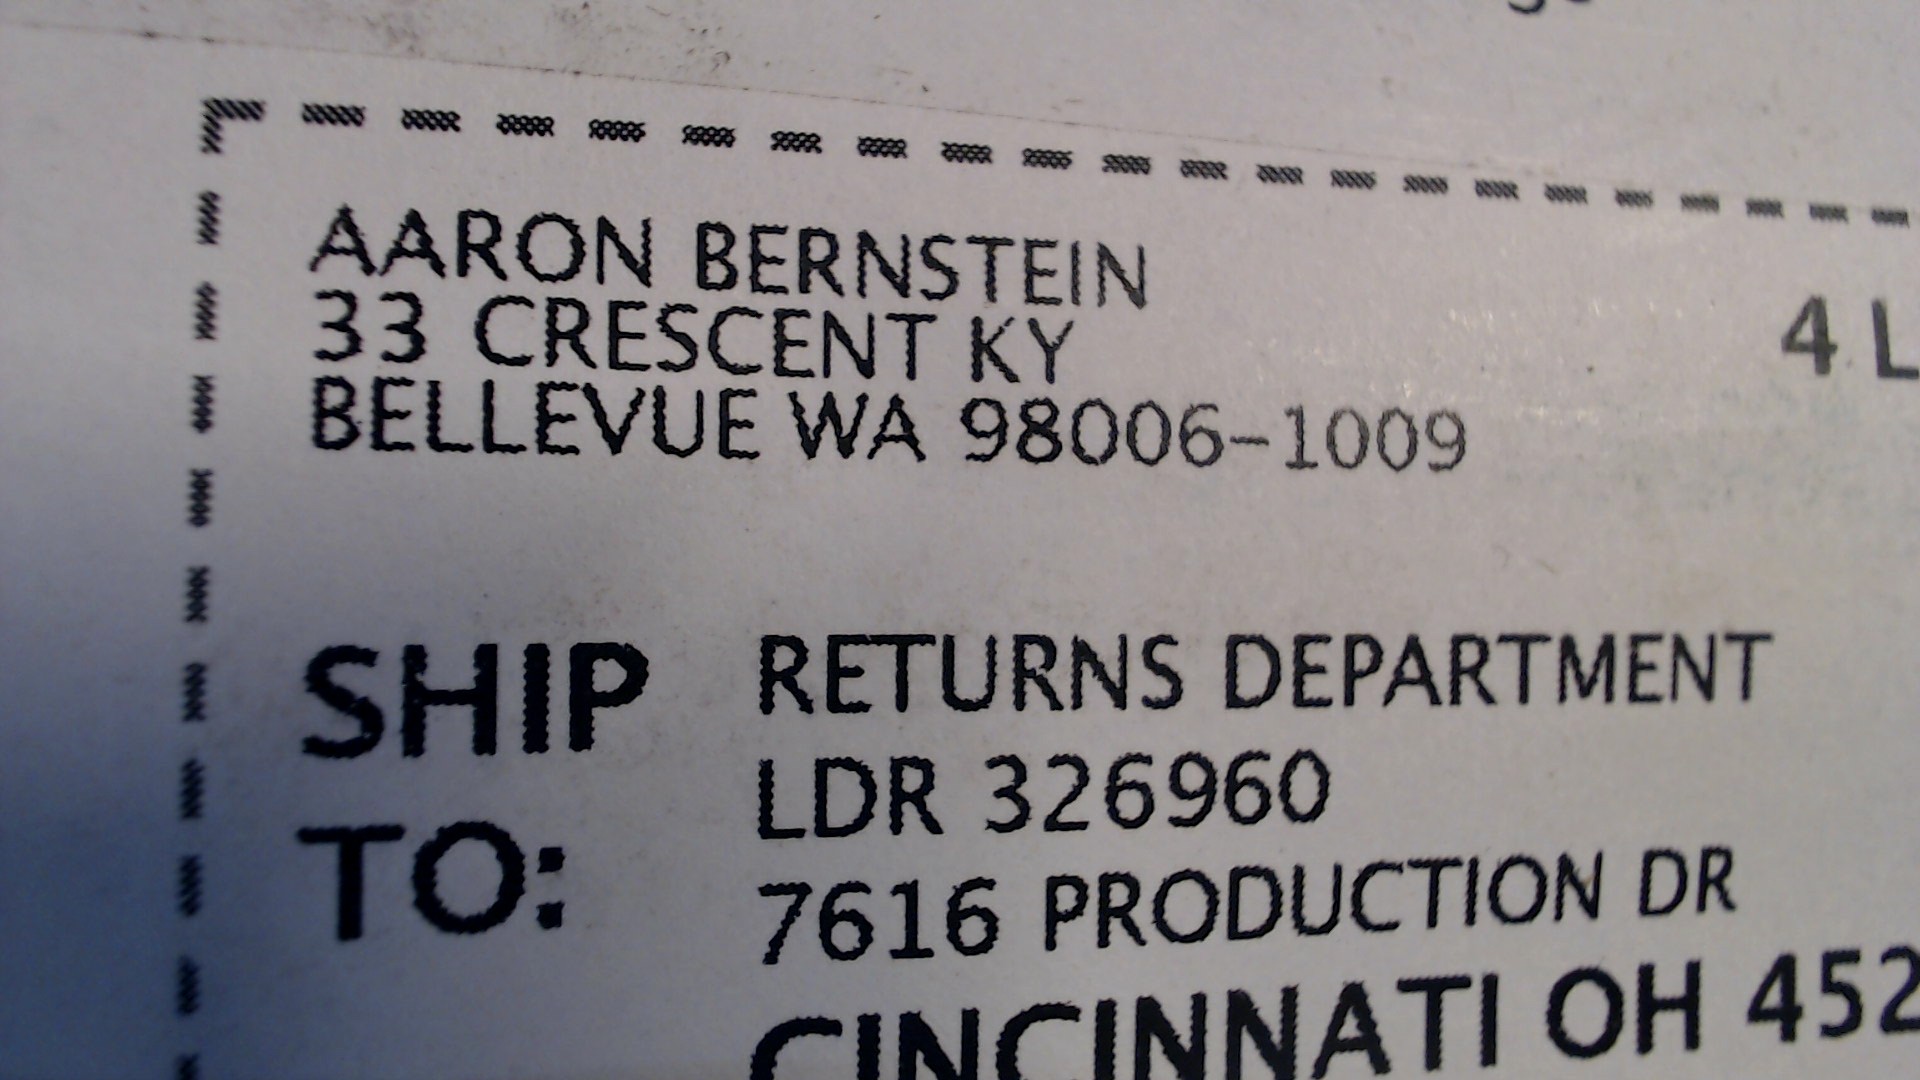 AARON BERNSTEIN
33 CRESCENT KY
BELLEVUE WA 98006-1009
4 L
SHIP TO:
RETURNS DEPARTMENT
LDR 326960
7616 PRODUCTION DR
CINCINNATI OH 452